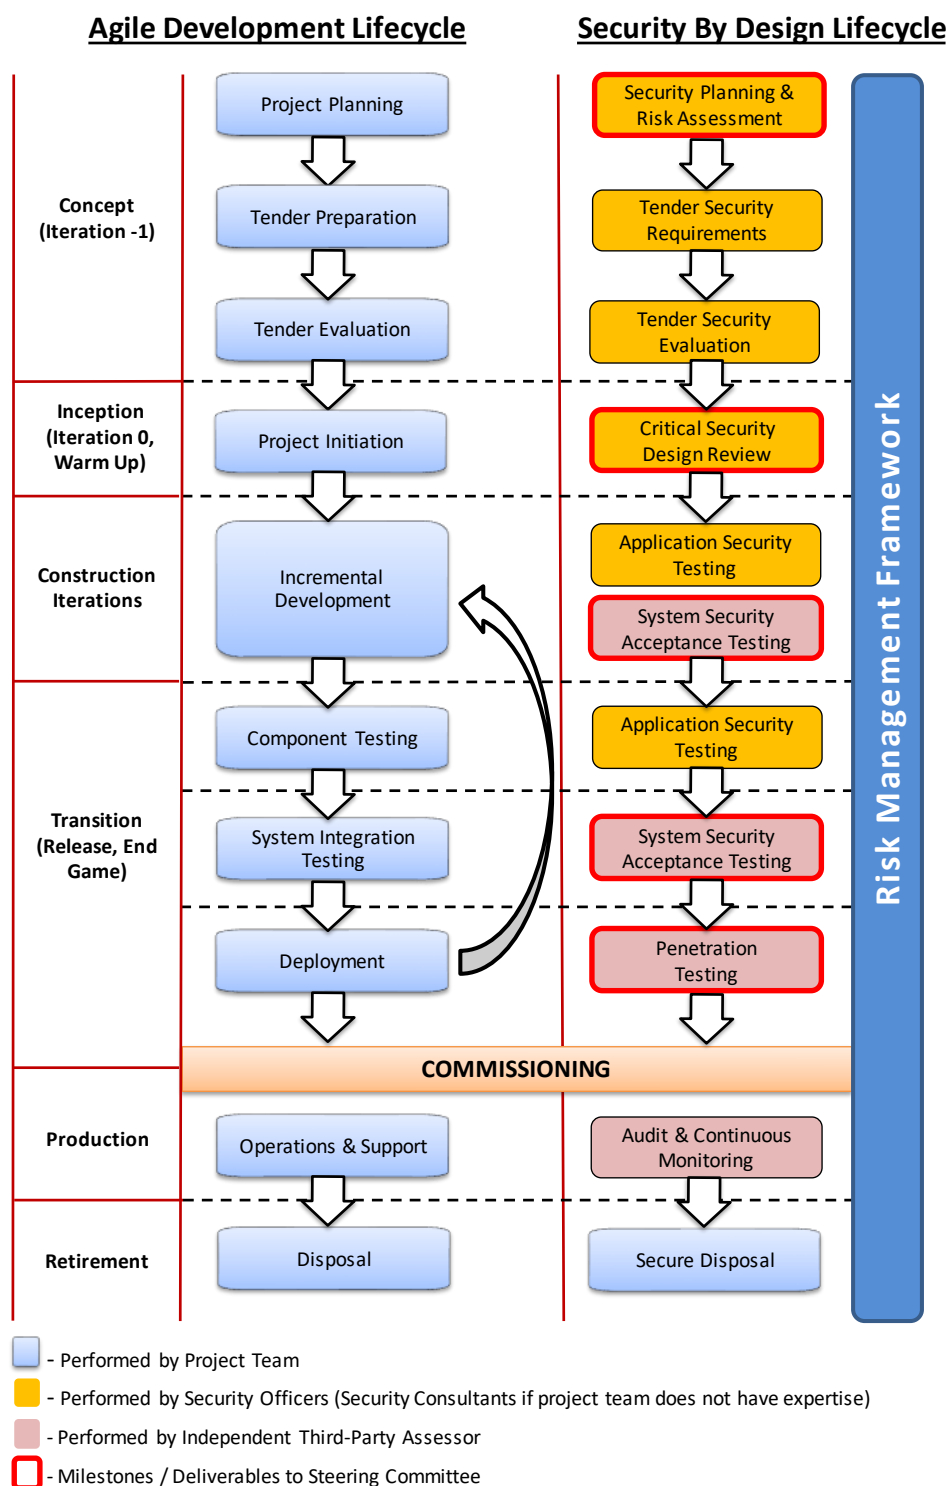 Agile Development Lifecycle
Security By Design Lifecycle
Concept
(Iteration -1)
Project Planning
Security Planning &
Risk Assessment
Tender Preparation
Tender Security
Requirements
Tender Evaluation
Tender Security
Evaluation
Inception
(Iteration 0,
Warm Up)
Project Initiation
Critical Security
Design Review
Construction
Iterations
Incremental
Development
Application Security
Testing
System Security
Acceptance Testing
Transition
(Release, End
Game)
Component Testing
Application Security
Testing
System Integration
Testing
System Security
Acceptance Testing
Deployment
Penetration
Testing
COMMISSIONING
Production
Operations & Support
Audit & Continuous
Monitoring
Retirement
Disposal
Secure Disposal
Risk Management Framework
- Performed by Project Team
- Performed by Security Officers (Security Consultants if project team does not have expertise)
- Performed by Independent Third-Party Assessor
- Milestones / Deliverables to Steering Committee